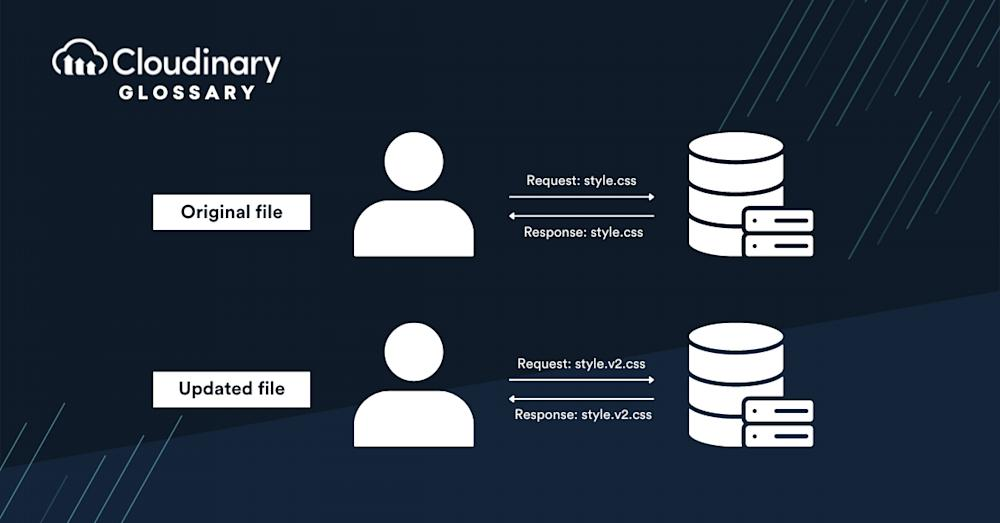 Cloudinary
GLOSSARY
Original file
Request: style.css
Response: style.css
Updated file
Request: style.v2.css
Response: style.v2.css